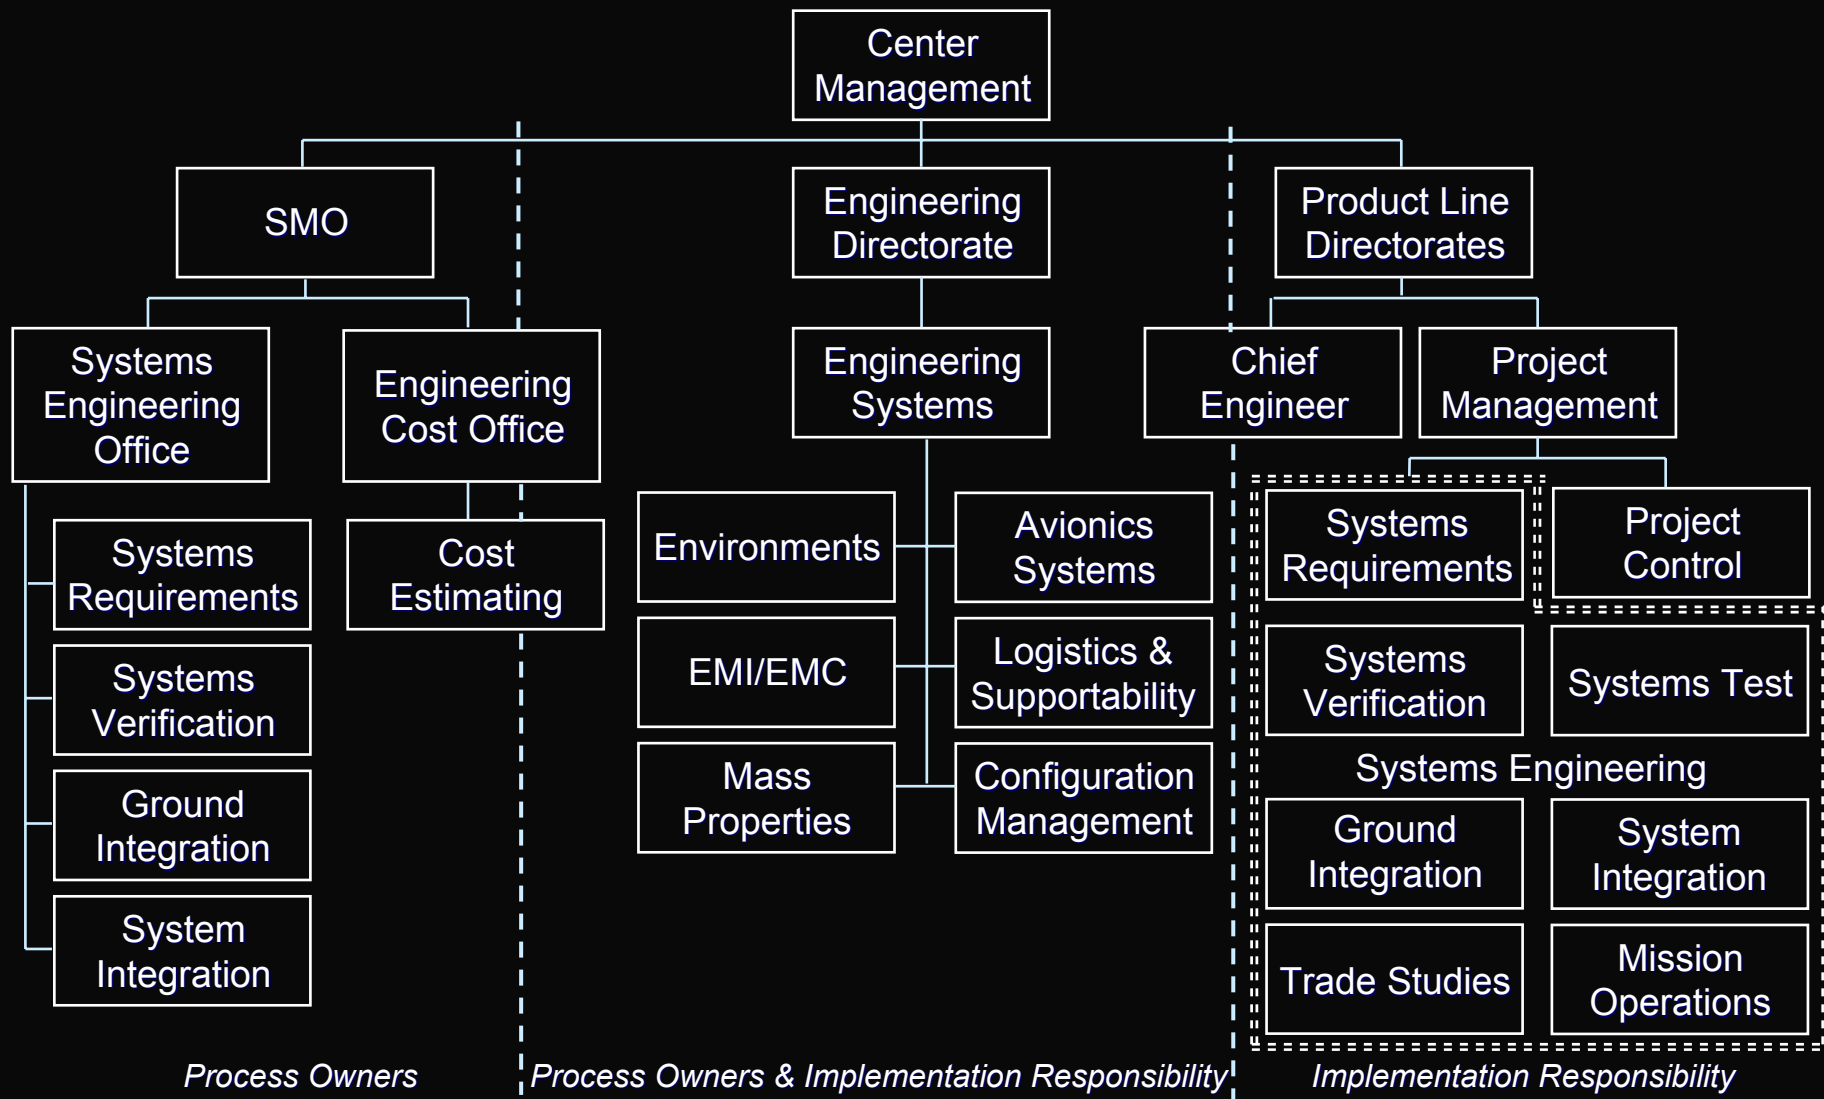 Center
Management
SMO
Engineering
Directorate
Product Line
Directorates
Systems
Engineering
Office
Engineering
Cost Office
Engineering
Systems
Chief
Engineer
Project
Management
Systems
Requirements
Systems
Verification
Ground
Integration
System
Integration
Cost
Estimating
Environments
Avionics
Systems
EMI/EMC
Logistics &
Supportability
Mass
Properties
Configuration
Management
Systems
Requirements
Project
Control
Systems
Verification
Systems Test
Systems Engineering
Ground
Integration
System
Integration
Trade Studies
Mission
Operations
Process Owners
Process Owners & Implementation Responsibility
Implementation Responsibility